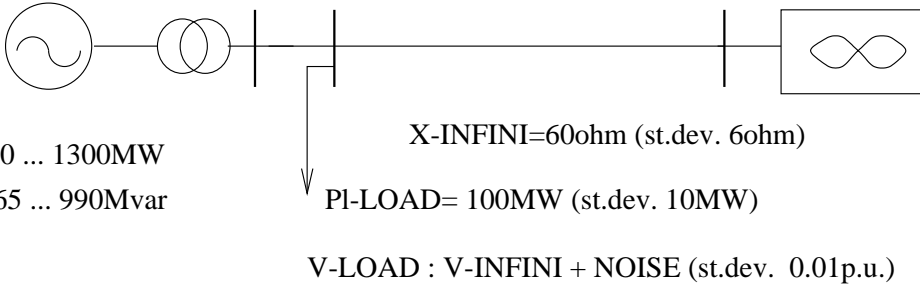 X-INFINI=60ohm (st.dev. 6ohm)
0 ... 1300MW
65 ... 990Mvar
Pl-LOAD= 100MW (st.dev. 10MW)
V-LOAD : V-INFINI + NOISE (st.dev. 0.01p.u.)